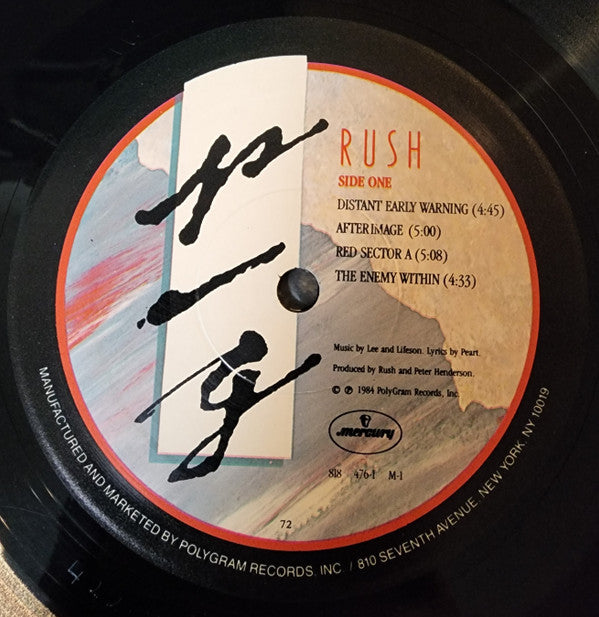 RUSH
SIDE ONE
DISTANT EARLY WARNING (4:45)
AFTERIMAGE (5:00)
RED SECTOR A (5:08)
THE ENEMY WITHIN (4:33)
Music by Lee and Lifeson. Lyrics by Peart.
Produced by Rush and Peter Henderson.
© ℗ 1984 PolyGram Records, Inc.
mercury
818 476-1 M-1
72
MANUFACTURED AND MARKETED BY POLYGRAM RECORDS, INC. / 810 SEVENTH AVENUE, NEW YORK, NY 10019